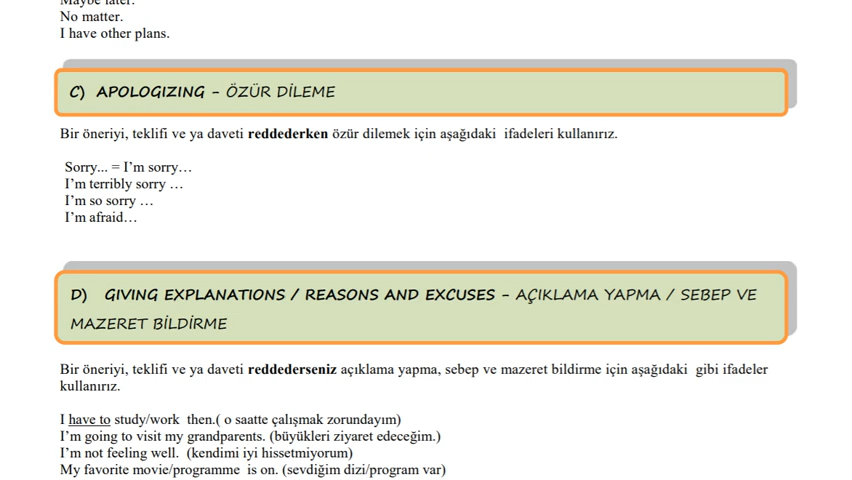 Maybe later.
No matter.
I have other plans.
C) APOLOGIZING - ÖZÜR DİLEME
Bir öneriyi, teklifi ve ya daveti reddederken özür dilemek için aşağıdaki ifadeleri kullanırız.
Sorry... = I'm sorry…
I'm terribly sorry …
I'm so sorry …
I'm afraid…
D) GIVING EXPLANATIONS / REASONS AND EXCUSES - AÇIKLAMA YAPMA / SEBEP VE
MAZERET BİLDİRME
Bir öneriyi, teklifi ve ya daveti reddederseniz açıklama yapma, sebep ve mazeret bildirme için aşağıdaki gibi ifadeler
kullanırız.
I have to study/work then.( o saatte çalışmak zorundayım)
I'm going to visit my grandparents. (büyükleri ziyaret edeceğim.)
I'm not feeling well. (kendimi iyi hissetmiyorum)
My favorite movie/programme is on. (sevdiğim dizi/program var)